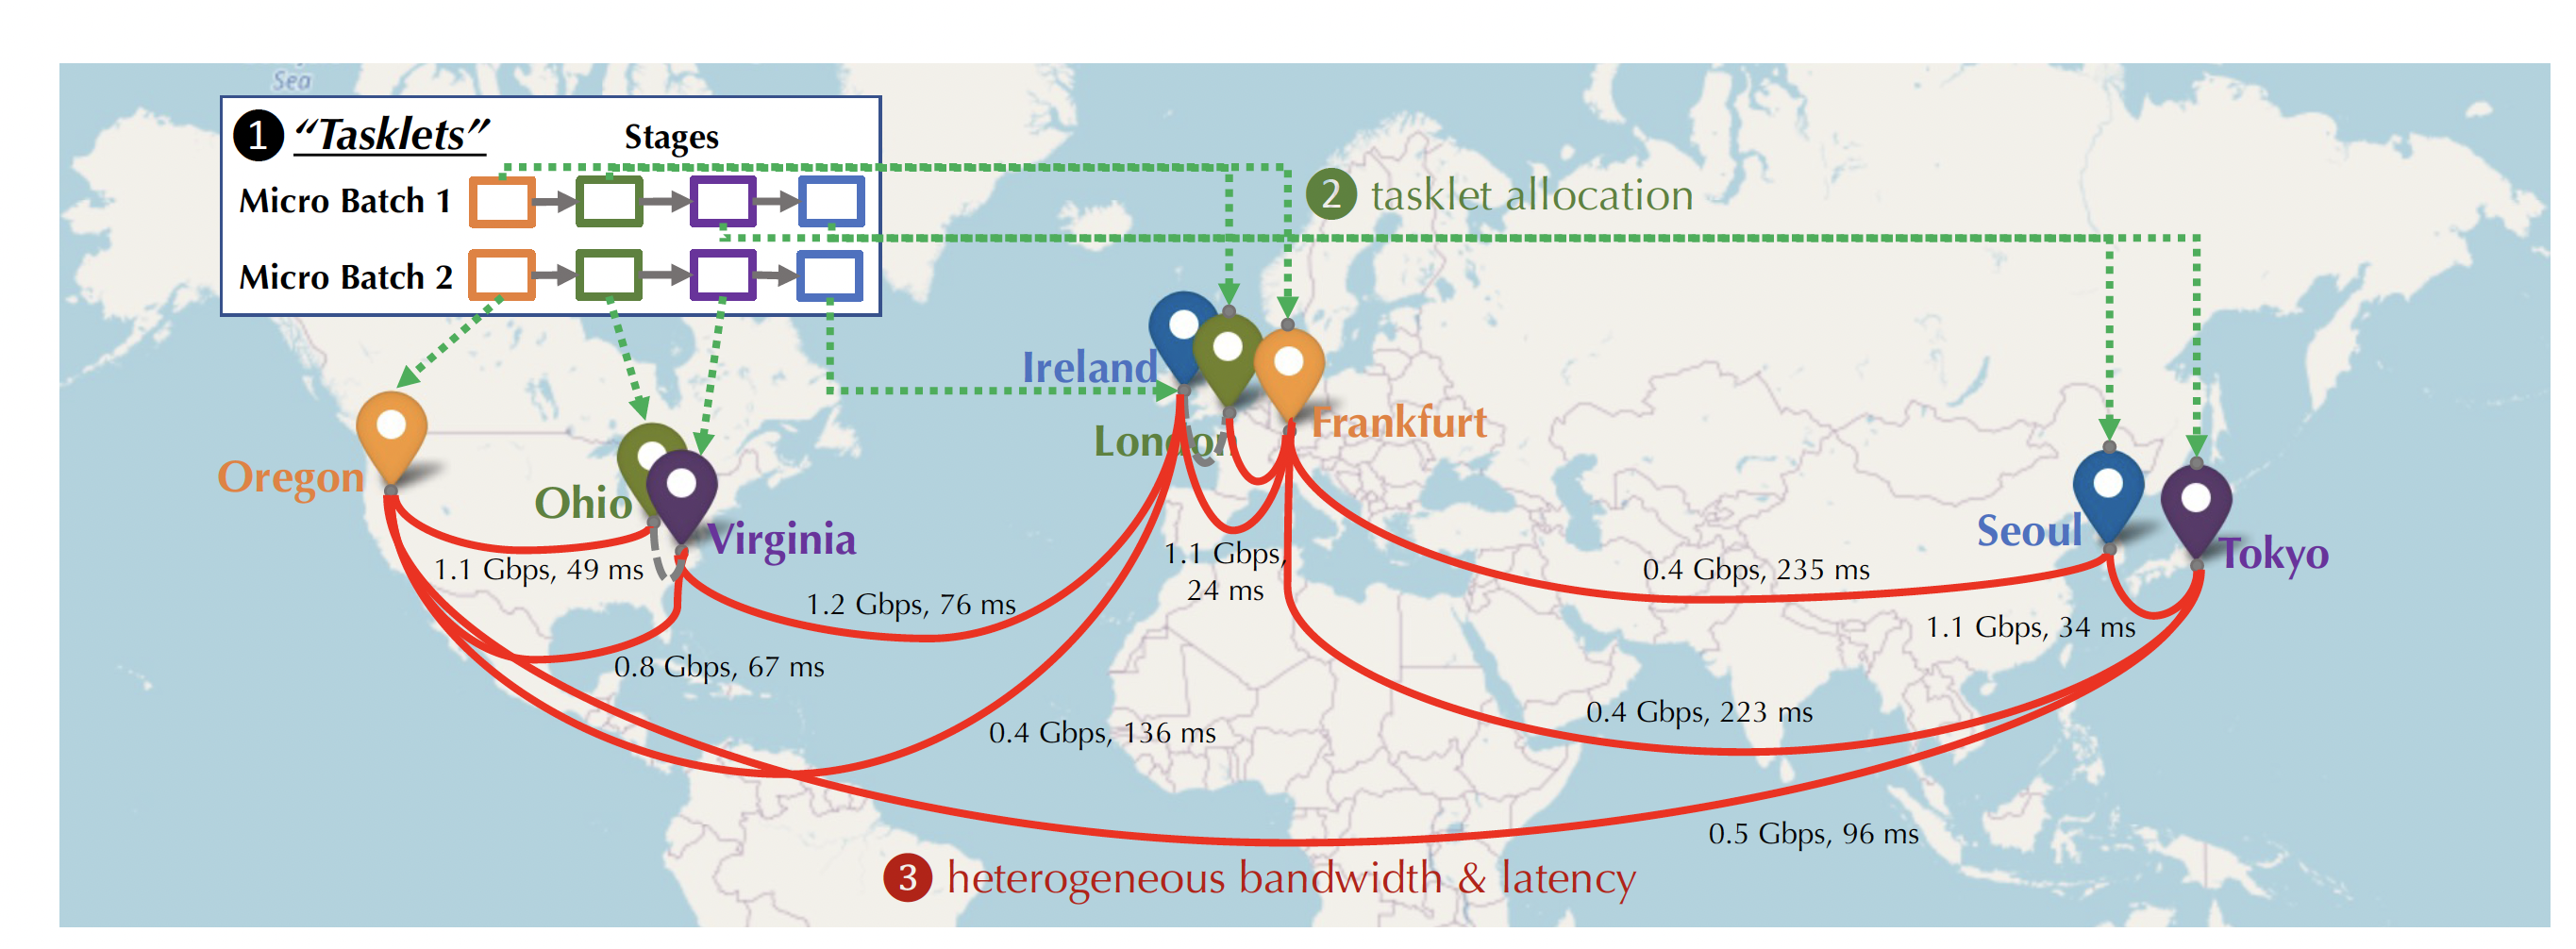 Sea
1 “Tasklets” Stages
Micro Batch 1
Micro Batch 2
2 tasklet allocation
Ireland
London
Frankfurt
Oregon
Ohio
Virginia
Seoul
Tokyo
1.1 Gbps, 49 ms
1.2 Gbps, 76 ms
1.1 Gbps,
24 ms
0.4 Gbps, 235 ms
1.1 Gbps, 34 ms
0.8 Gbps, 67 ms
0.4 Gbps, 136 ms
0.4 Gbps, 223 ms
0.5 Gbps, 96 ms
3 heterogeneous bandwidth & latency